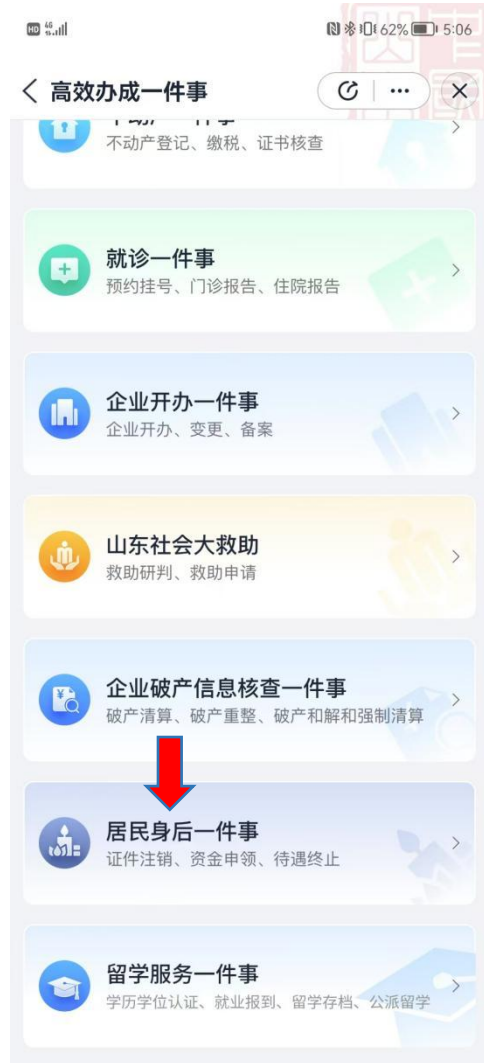 HD 46 62% 5:06
高效办成一件事
不动产登记、缴税、证书核查
就诊一件事
预约挂号、门诊报告、住院报告
企业开办一件事
企业开办、变更、备案
山东社会大救助
救助研判、救助申请
企业破产信息核查一件事
破产清算、破产重整、破产和解和强制清算
居民身后一件事
证件注销、资金申领、待遇终止
留学服务一件事
学历学位认证、就业报到、留学存档、公派留学